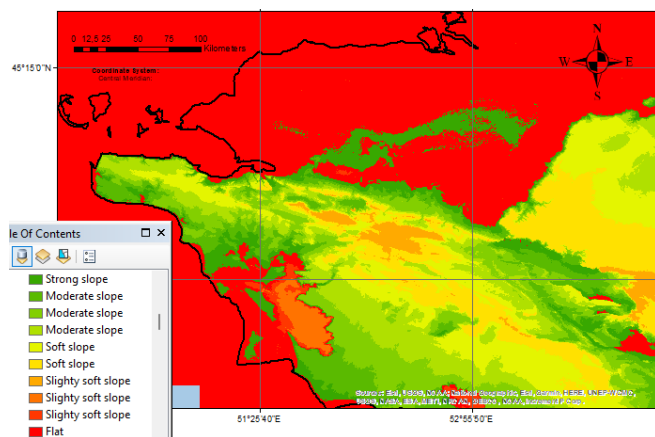 0 12,5 25 50 75 100
Kilometers
Coordinate System:
Central Meridian:
N
W E
S
45°15'0"N
le Of Contents
Strong slope
Moderate slope
Moderate slope
Moderate slope
Soft slope
Soft slope
Slighty soft slope
Slighty soft slope
Slighty soft slope
Flat
51°25'40"E
52°55'50"E